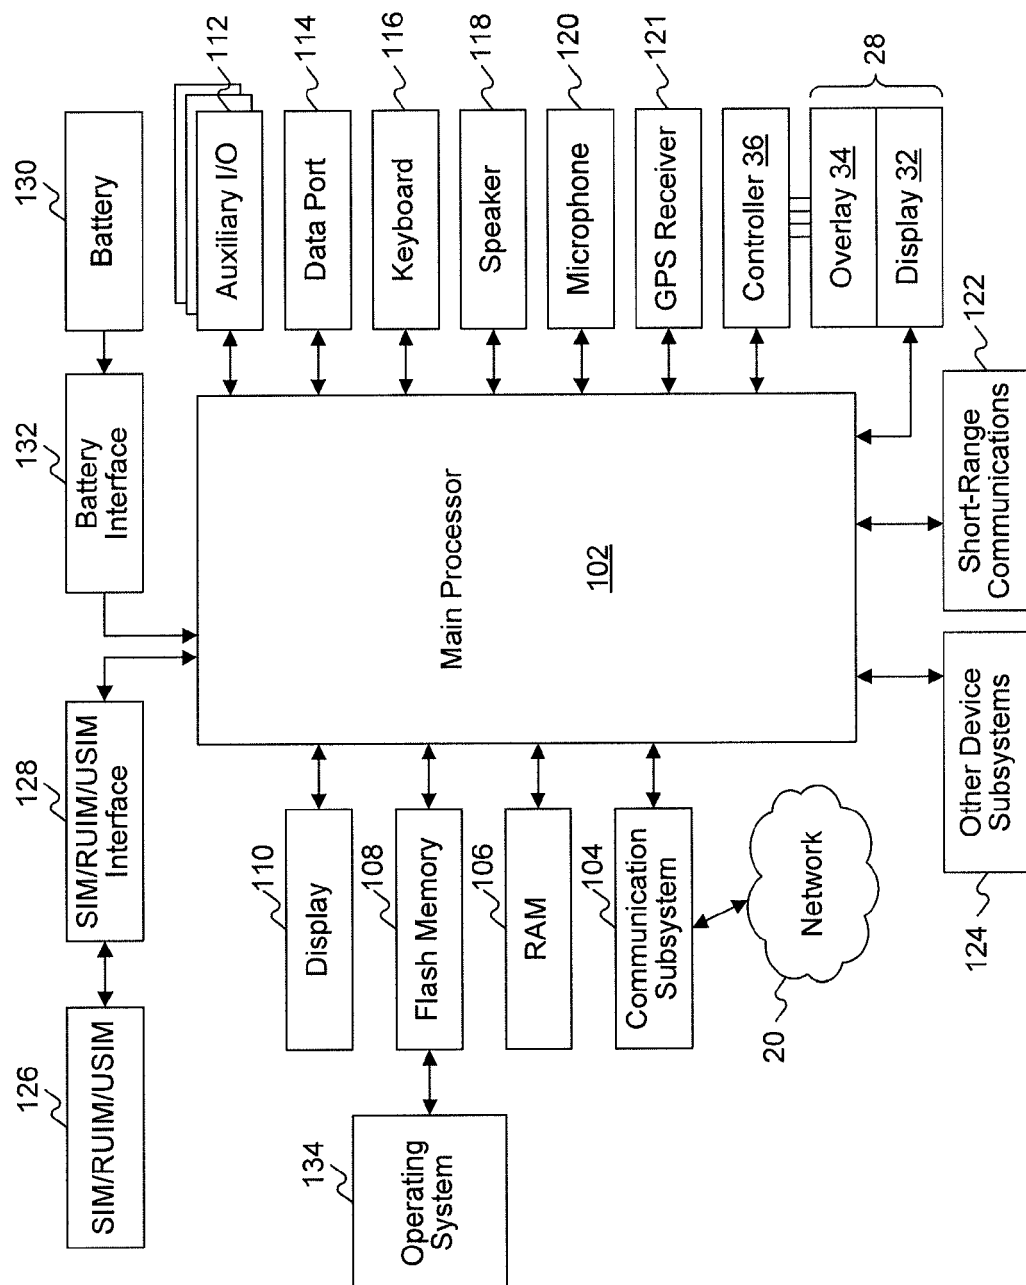 126
SIM/RUIM/USIM
128
SIM/RUIM/USIM
Interface
132
Battery
Interface
130
Battery
134
Operating
System
110
Display
108
Flash Memory
106
RAM
104
Communication
Subsystem
20
Network
Main Processor
102
Auxiliary I/O
112
Data Port
114
Keyboard
116
Speaker
118
Microphone
120
GPS Receiver
121
Controller 36
Overlay 34
Display 32
28
124
Other Device
Subsystems
Short-Range
Communications
122